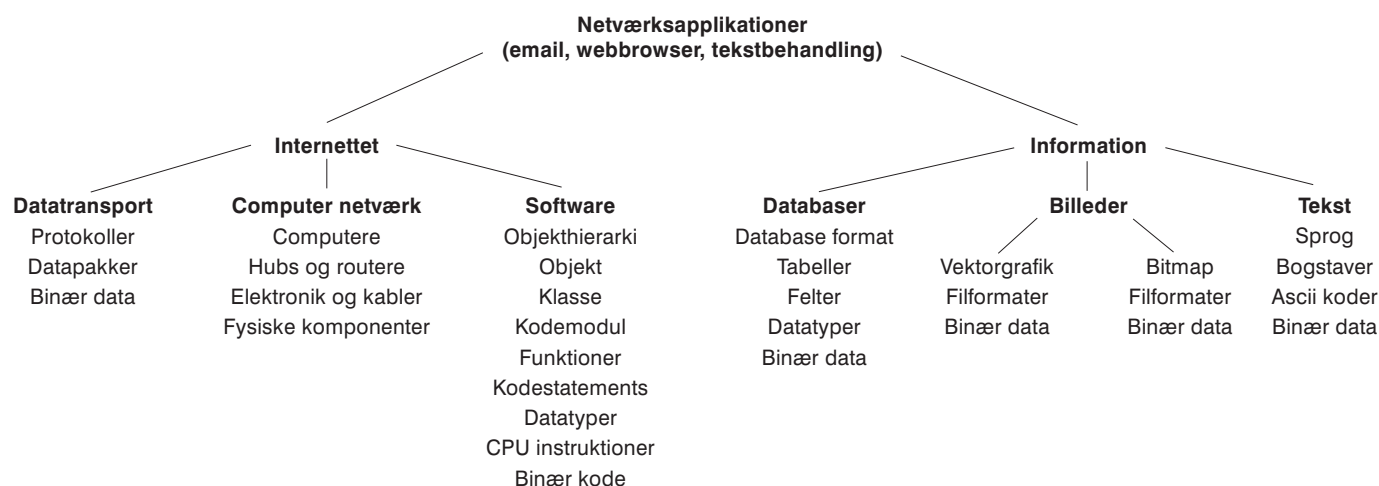 Netværksapplikationer
(email, webbrowser, tekstbehandling)
Internettet
Information
Datatransport
Protokoller
Datapakker
Binær data
Computer netværk
Computere
Hubs og routere
Elektronik og kabler
Fysiske komponenter
Software
Objekthierarki
Objekt
Klasse
Kodemodul
Funktioner
Kodestatements
Datatyper
CPU instruktioner
Binær kode
Databaser
Database format
Tabeller
Felter
Datatyper
Binær data
Billeder
Vektorgrafik
Filformater
Binær data
Bitmap
Filformater
Binær data
Tekst
Sprog
Bogstaver
Ascii koder
Binær data